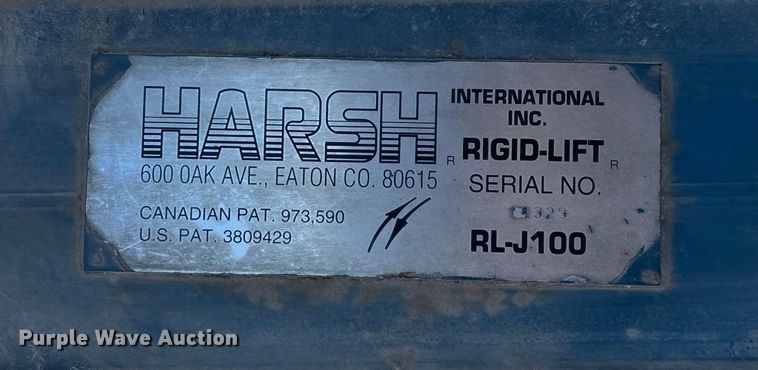 HARSH
INTERNATIONAL
INC.
R RIGID-LIFT R
600 OAK AVE., EATON CO. 80615
SERIAL NO.
CANADIAN PAT. 973,590
U.S. PAT. 3809429
RL-J100
Purple Wave Auction